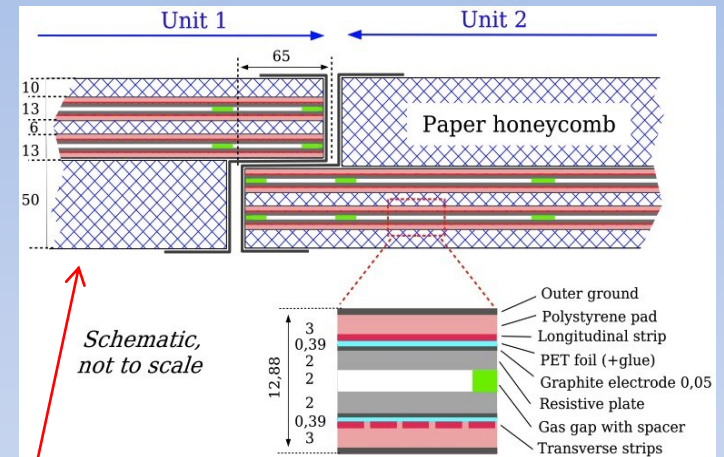 Unit 1
Unit 2
65
10
13
6
13
50
Paper honeycomb
Schematic,
not to scale
12,88
3
0,39
2
2
2
0,39
3
Outer ground
Polystyrene pad
Longitudinal strip
PET foil (+glue)
Graphite electrode 0,05
Resistive plate
Gas gap with spacer
Transverse strips